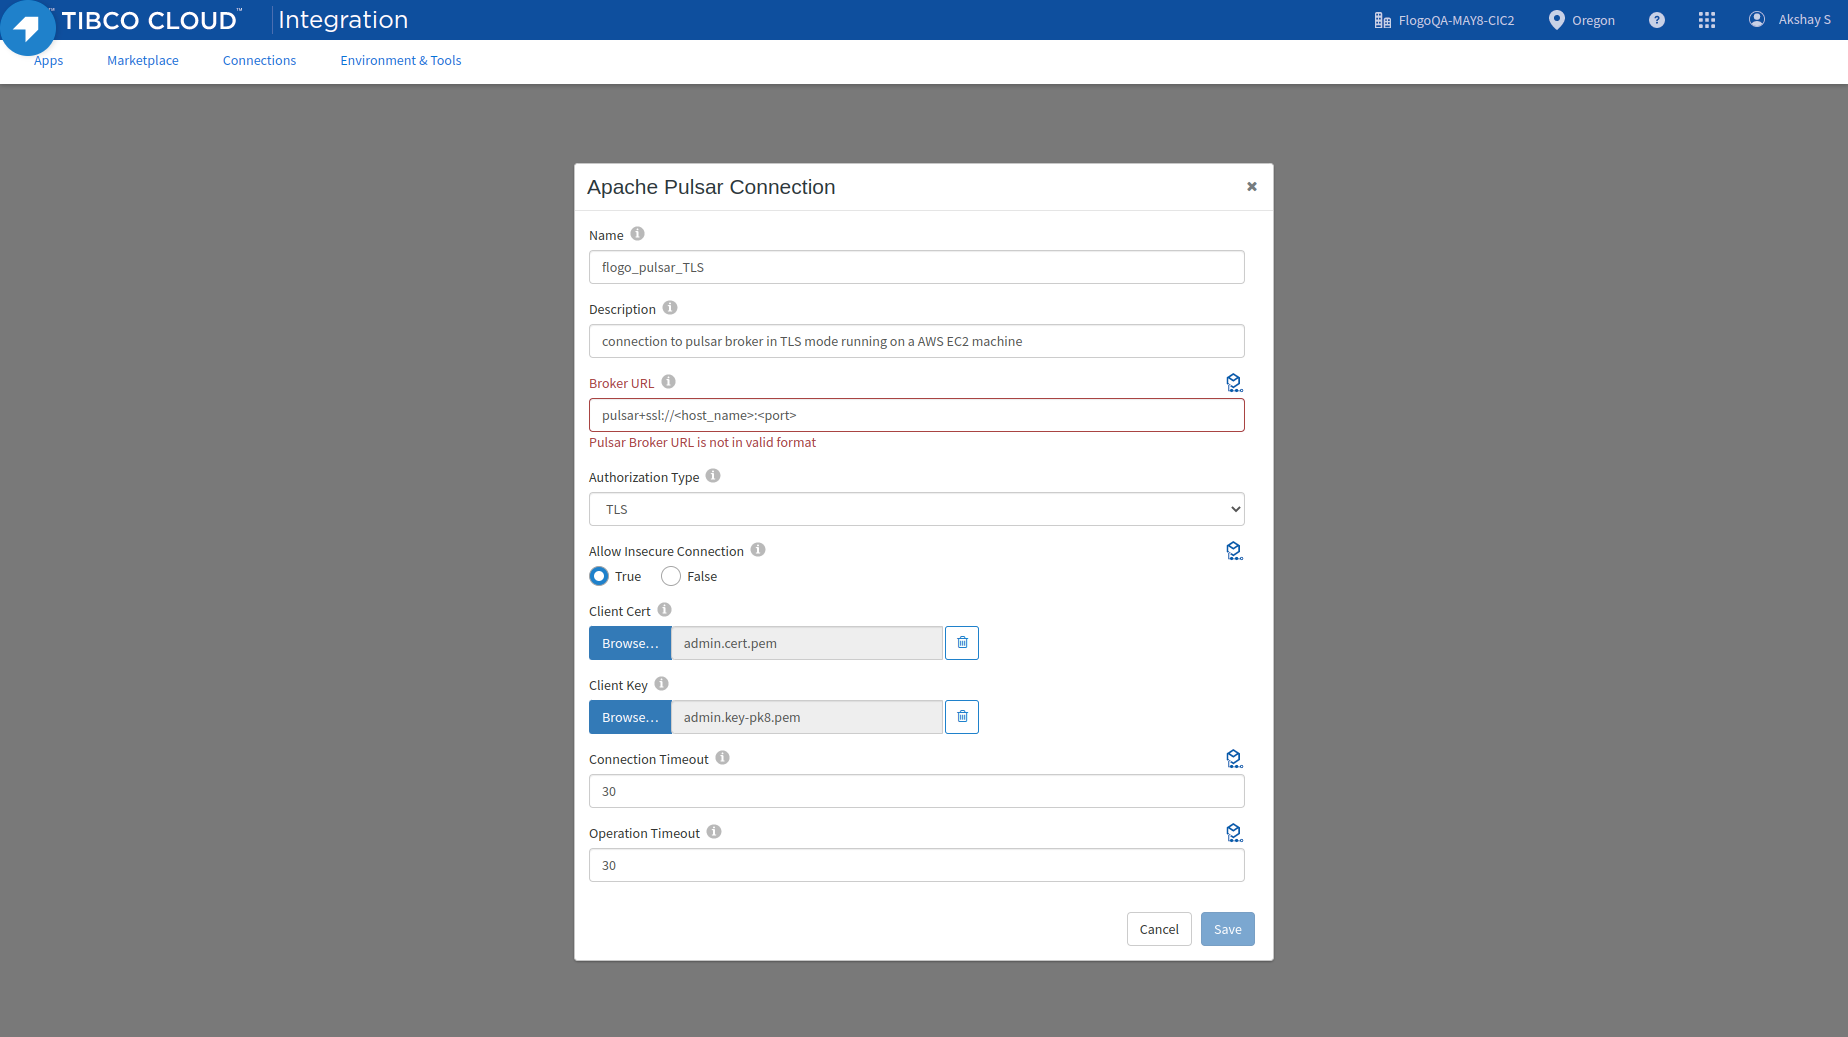 TIBCO CLOUD™ Integration
FlogoQA-MAY8-CIC2 Oregon ? Akshay S
Apps Marketplace Connections Environment & Tools
Apache Pulsar Connection
Name
flogo_pulsar_TLS
Description
connection to pulsar broker in TLS mode running on a AWS EC2 machine
Broker URL
pulsar+ssl://<host_name>:<port>
Pulsar Broker URL is not in valid format
Authorization Type
TLS
Allow Insecure Connection
True False
Client Cert
Browse... admin.cert.pem
Client Key
Browse... admin.key-pk8.pem
Connection Timeout
30
Operation Timeout
30
Cancel Save